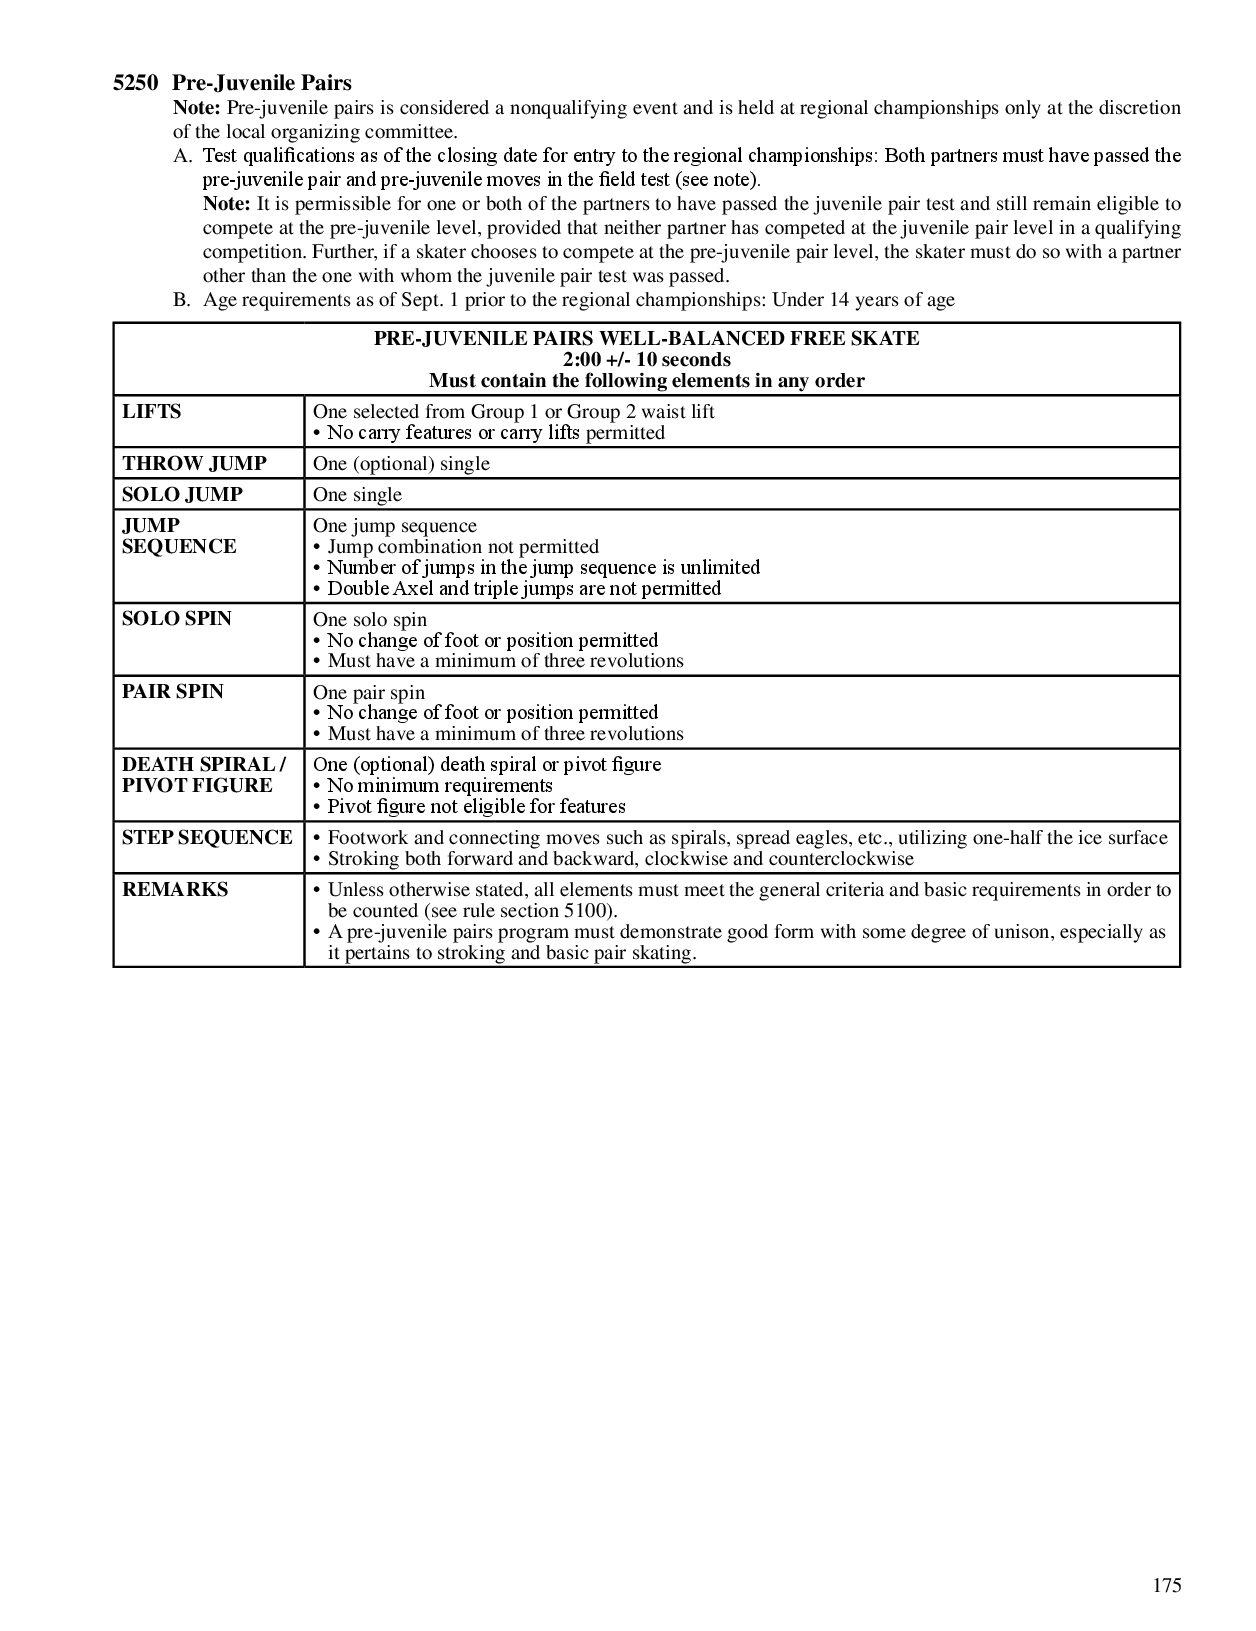 5250 Pre-Juvenile Pairs
Note: Pre-juvenile pairs is considered a nonqualifying event and is held at regional championships only at the discretion
of the local organizing committee.
A. Test qualifications as of the closing date for entry to the regional championships: Both partners must have passed the
pre-juvenile pair and pre-juvenile moves in the field test (see note).
Note: It is permissible for one or both of the partners to have passed the juvenile pair test and still remain eligible to
compete at the pre-juvenile level, provided that neither partner has competed at the juvenile pair level in a qualifying
competition. Further, if a skater chooses to compete at the pre-juvenile pair level, the skater must do so with a partner
other than the one with whom the juvenile pair test was passed.
B. Age requirements as of Sept. 1 prior to the regional championships: Under 14 years of age
PRE-JUVENILE PAIRS WELL-BALANCED FREE SKATE
2:00 +/- 10 seconds
Must contain the following elements in any order
LIFTS
One selected from Group 1 or Group 2 waist lift
• No carry features or carry lifts permitted
THROW JUMP
One (optional) single
SOLO JUMP
One single
JUMP
SEQUENCE
One jump sequence
• Jump combination not permitted
• Number of jumps in the jump sequence is unlimited
• Double Axel and triple jumps are not permitted
SOLO SPIN
One solo spin
• No change of foot or position permitted
• Must have a minimum of three revolutions
PAIR SPIN
One pair spin
• No change of foot or position permitted
• Must have a minimum of three revolutions
DEATH SPIRAL /
PIVOT FIGURE
One (optional) death spiral or pivot figure
• No minimum requirements
• Pivot figure not eligible for features
STEP SEQUENCE
• Footwork and connecting moves such as spirals, spread eagles, etc., utilizing one-half the ice surface
• Stroking both forward and backward, clockwise and counterclockwise
REMARKS
• Unless otherwise stated, all elements must meet the general criteria and basic requirements in order to
be counted (see rule section 5100).
• A pre-juvenile pairs program must demonstrate good form with some degree of unison, especially as
it pertains to stroking and basic pair skating.
175